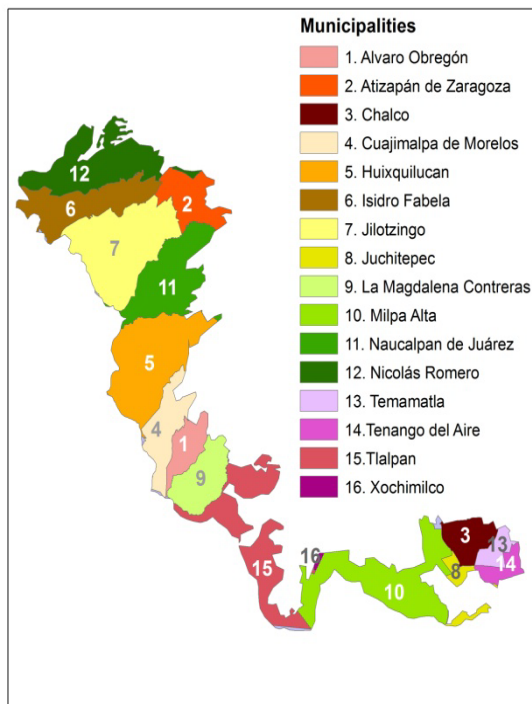 Municipalities
1. Alvaro Obregón
2. Atizapán de Zaragoza
3. Chalco
4. Cuajimalpa de Morelos
5. Huixquilucan
6. Isidro Fabela
7. Jilotzingo
8. Juchitepec
9. La Magdalena Contreras
10. Milpa Alta
11. Naucalpan de Juárez
12. Nicolás Romero
13. Temamatla
14.Tenango del Aire
15.Tlalpan
16. Xochimilco
12
6
2
7
11
5
4
1
9
15
16
10
3
13
8
14